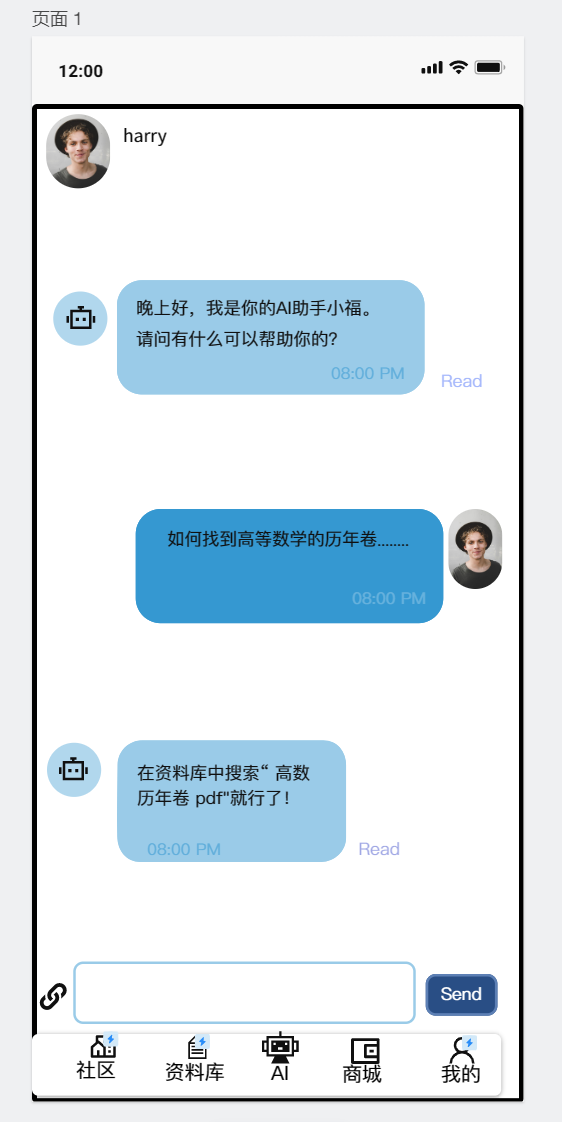 页面 1
12:00
harry
晚上好，我是你的AI助手小福。
请问有什么可以帮助你的?
08:00 PM
Read
如何找到高等数学的历年卷........
08:00 PM
在资料库中搜索“ 高数
历年卷 pdf"就行了!
08:00 PM
Read
Send
社区
资料库
AI
商城
我的